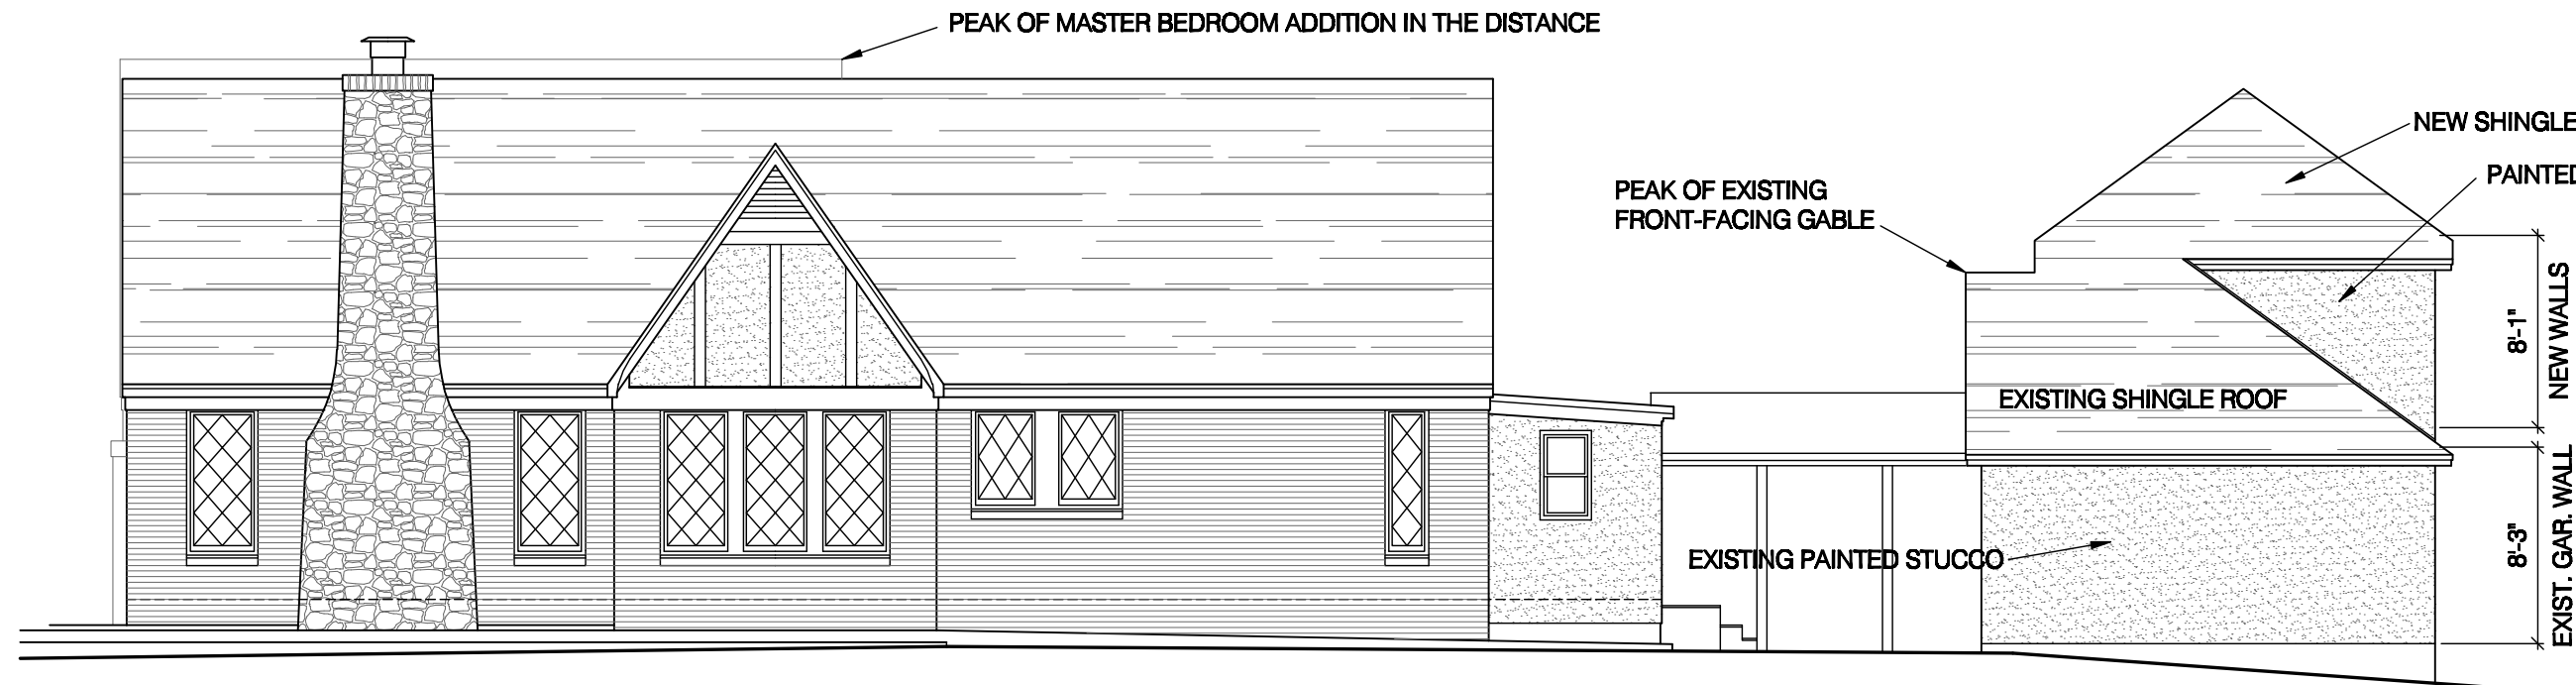 PEAK OF MASTER BEDROOM ADDITION IN THE DISTANCE
NEW SHINGLE
PAINTED
PEAK OF EXISTING
FRONT-FACING GABLE
8'-1"
NEW WALLS
EXISTING SHINGLE ROOF
EXISTING PAINTED STUCCO
8'-3"
EXIST. GAR. WALL